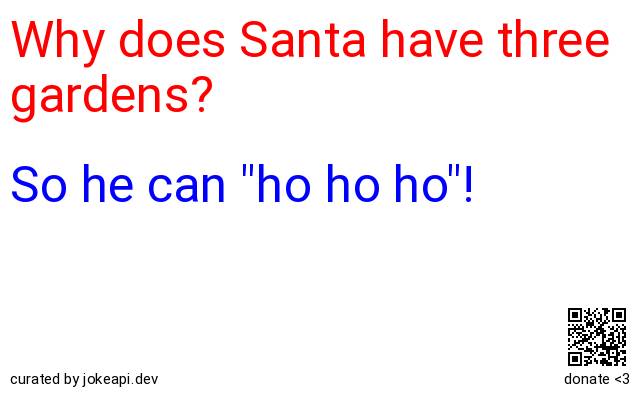 Why does Santa have three
gardens?
So he can "ho ho ho"!
curated by jokeapi.dev
donate <3